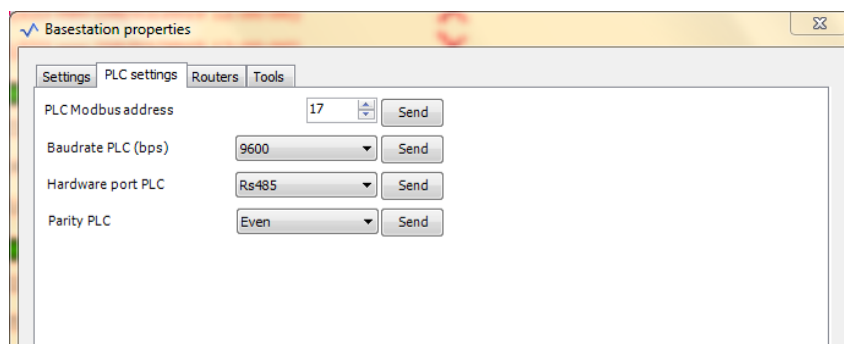 Basestation properties
Settings PLC settings Routers Tools
PLC Modbus address 17 Send
Baudrate PLC (bps) 9600 Send
Hardware port PLC Rs485 Send
Parity PLC Even Send